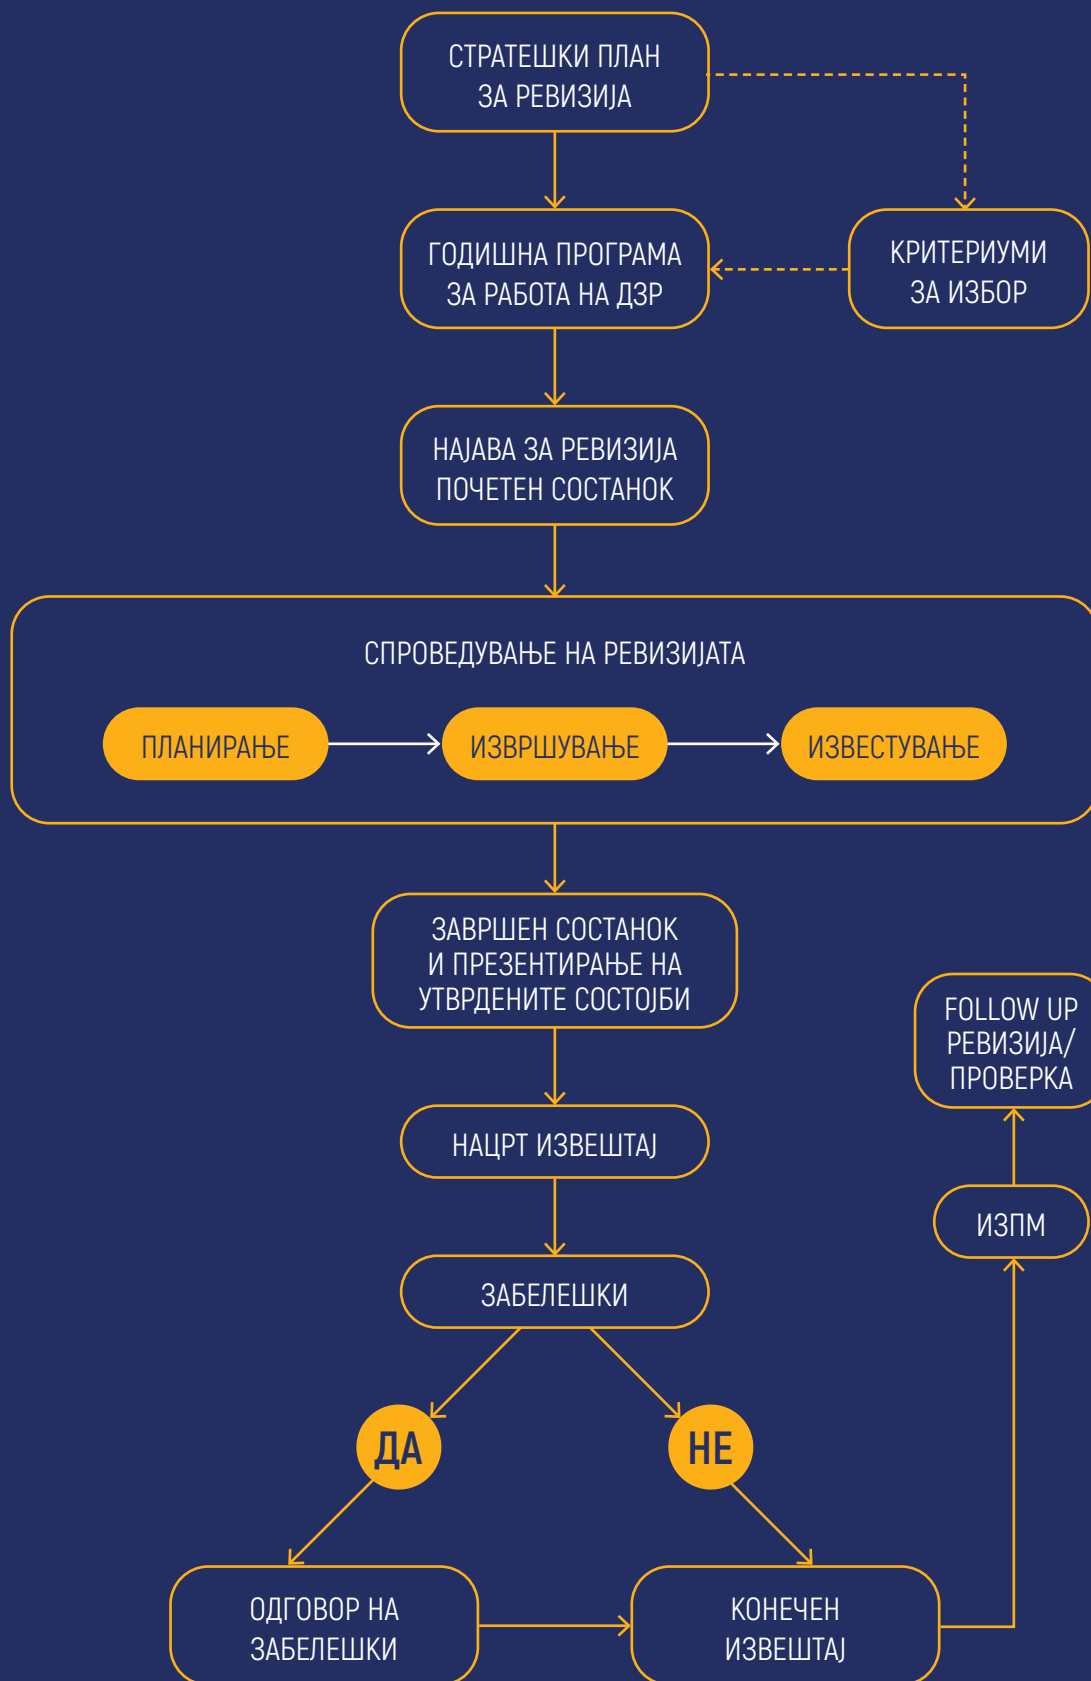 СТРАТЕШКИ ПЛАН
ЗА РЕВИЗИЈА
ГОДИШНА ПРОГРАМА
ЗА РАБОТА НА ДЗР
КРИТЕРИУМИ
ЗА ИЗБОР
НАЈАВА ЗА РЕВИЗИЈА
ПОЧЕТЕН СОСТАНОК
СПРОВЕДУВАЊЕ НА РЕВИЗИЈАТА
ПЛАНИРАЊЕ
ИЗВРШУВАЊЕ
ИЗВЕСТУВАЊЕ
ЗАВРШЕН СОСТАНОК
И ПРЕЗЕНТИРАЊЕ НА
УТВРДЕНИТЕ СОСТОЈБИ
FOLLOW UP
РЕВИЗИЈА/
ПРОВЕРКА
НАЦРТ ИЗВЕШТАЈ
ИЗПМ
ЗАБЕЛЕШКИ
ДА
НЕ
ОДГОВОР НА
ЗАБЕЛЕШКИ
КОНЕЧЕН
ИЗВЕШТАЈ